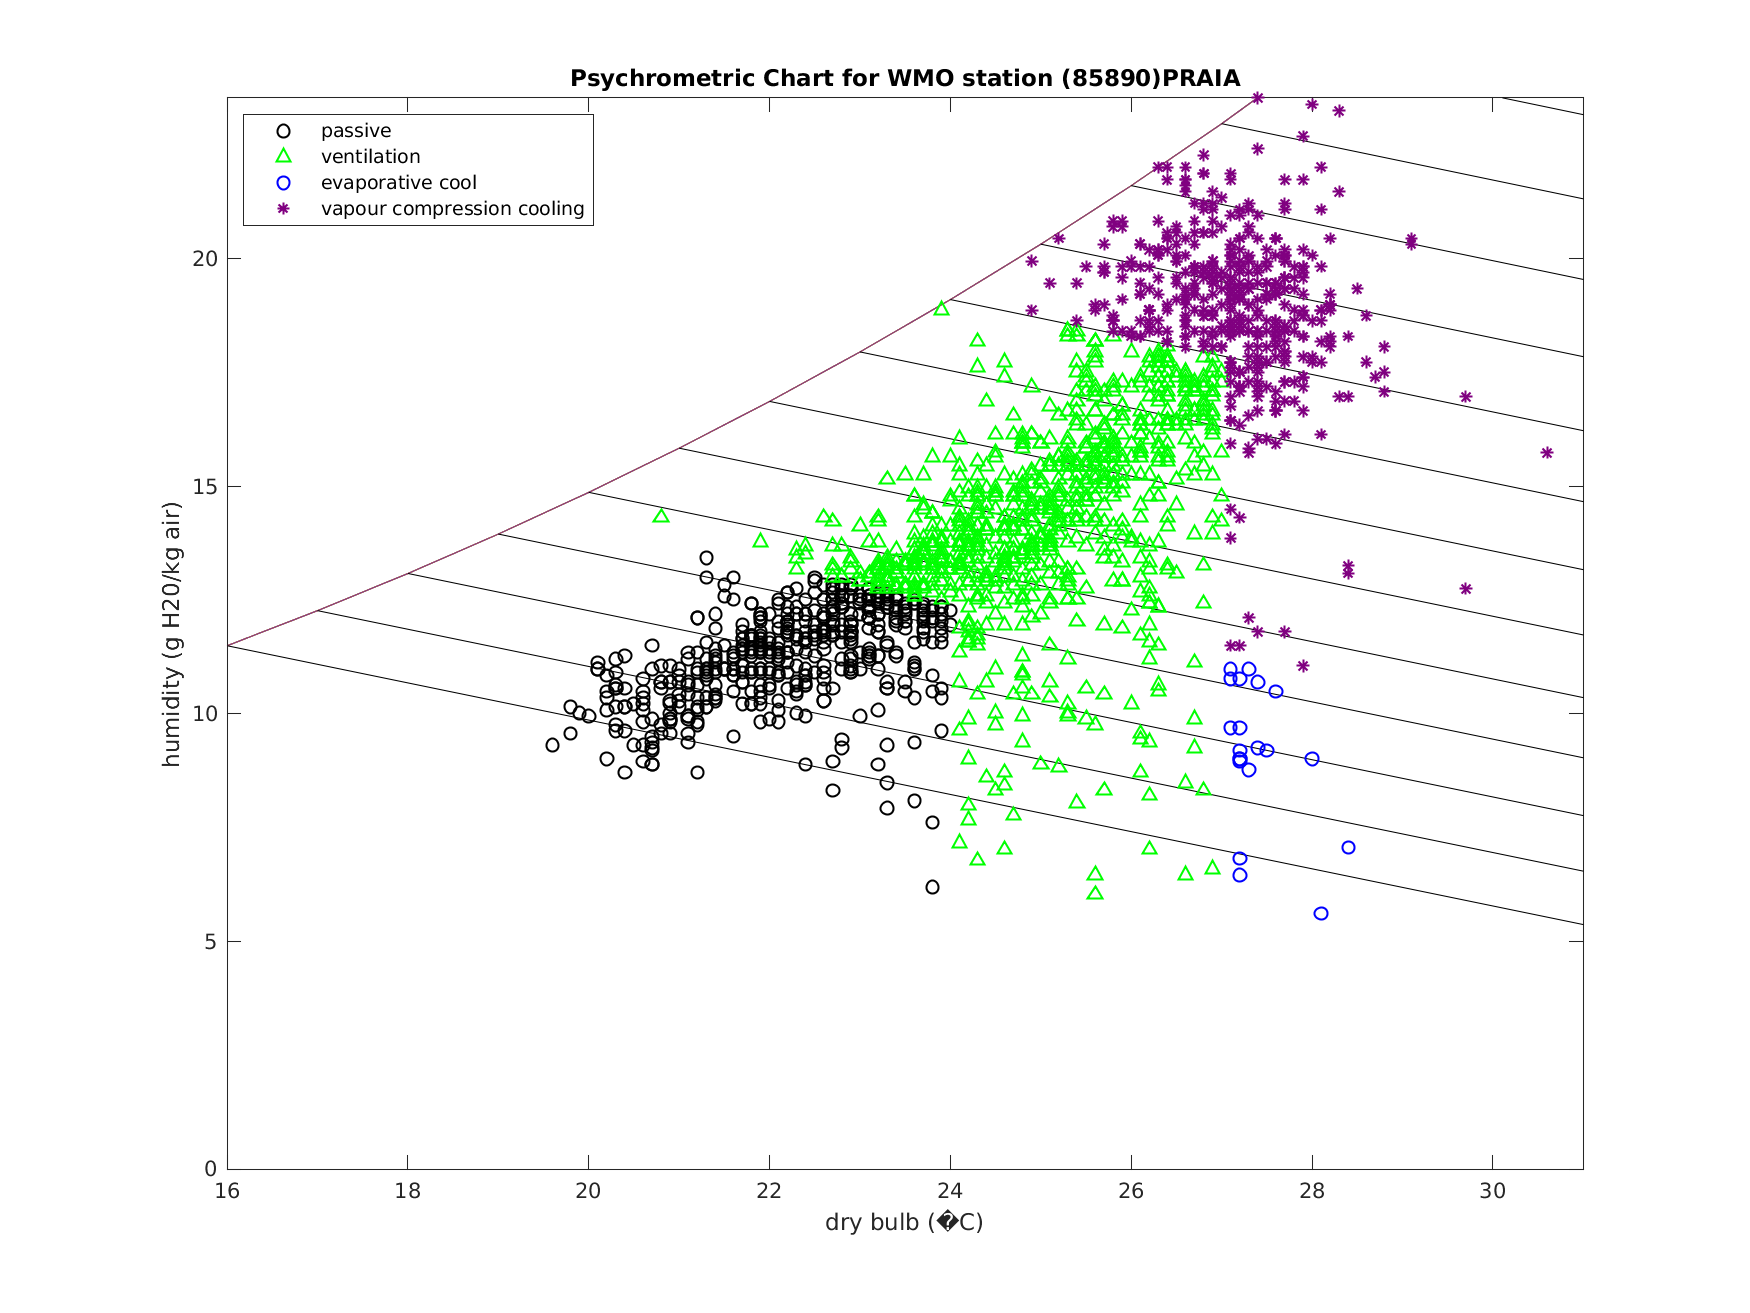 Psychrometric Chart for WMO station (85890)PRAIA
passive
ventilation
evaporative cool
vapour compression cooling
humidity (g H20/kg air)
20
15
10
5
0
16 18 20 22 24 26 28 30
dry bulb (�C)